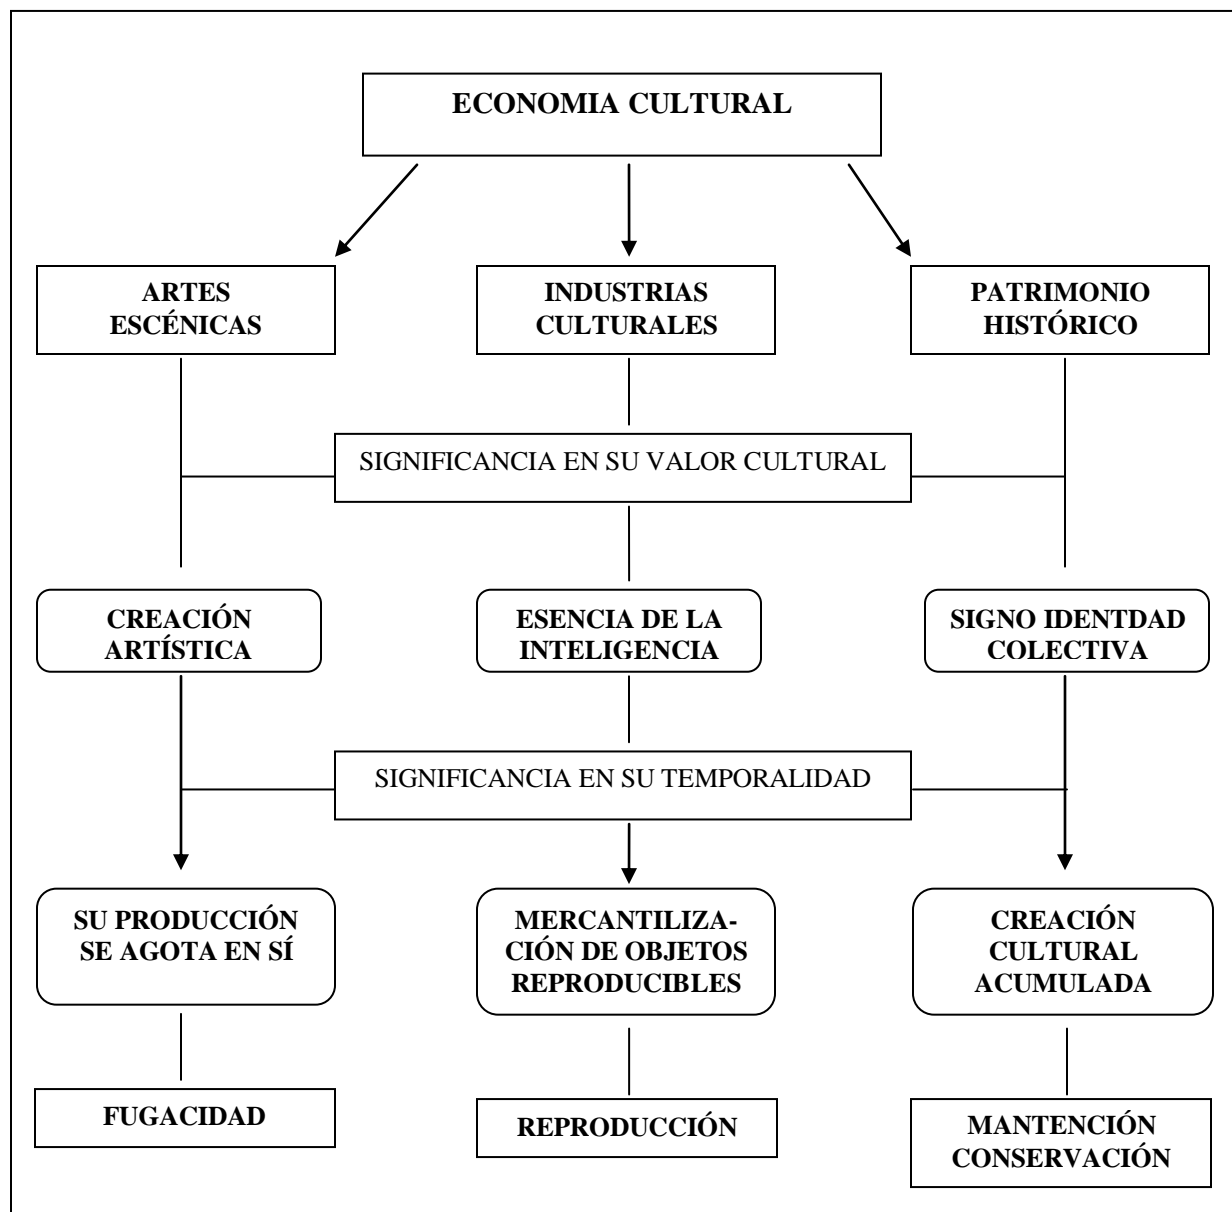 ECONOMIA CULTURAL
ARTES
ESCÉNICAS
INDUSTRIAS
CULTURALES
PATRIMONIO
HISTÓRICO
SIGNIFICANCIA EN SU VALOR CULTURAL
CREACIÓN
ARTÍSTICA
ESENCIA DE LA
INTELIGENCIA
SIGNO IDENTDAD
COLECTIVA
SIGNIFICANCIA EN SU TEMPORALIDAD
SU PRODUCCIÓN
SE AGOTA EN SÍ
MERCANTILIZA-
CIÓN DE OBJETOS
REPRODUCIBLES
CREACIÓN
CULTURAL
ACUMULADA
FUGACIDAD
REPRODUCCIÓN
MANTENCIÓN
CONSERVACIÓN